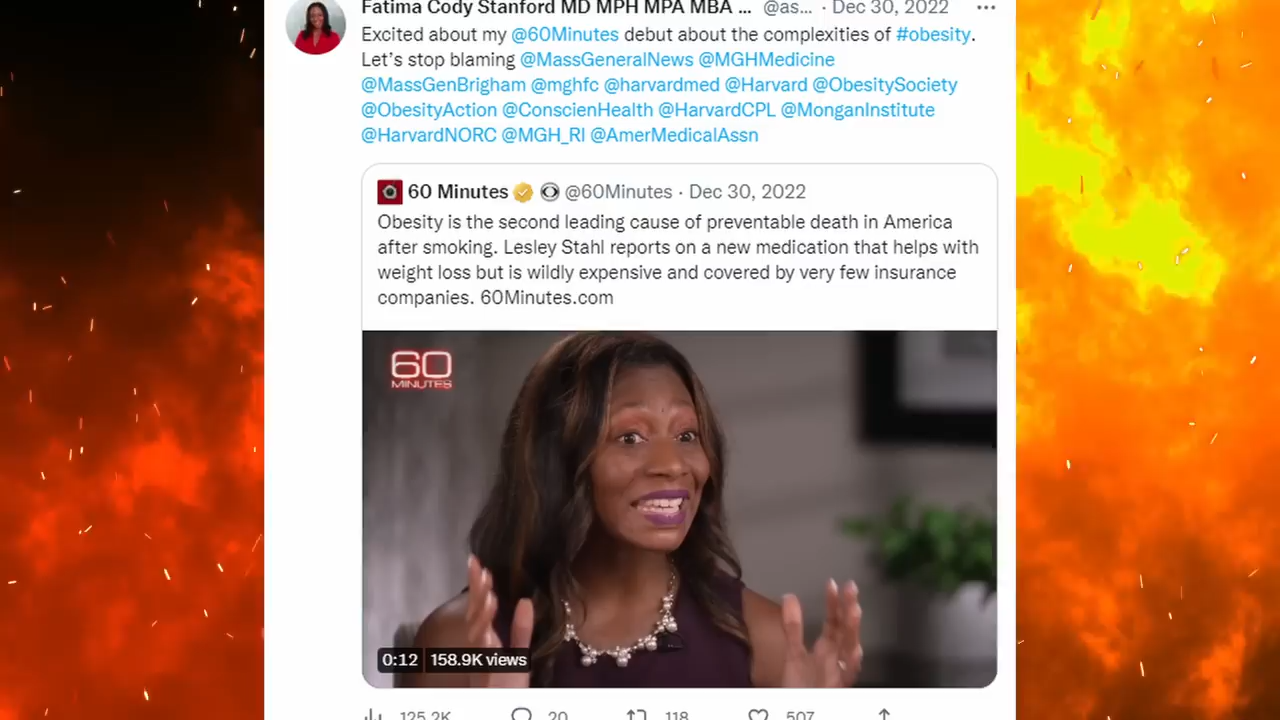 Fatima Cody Stanford MD MPH MPA MBA ... @as... · Dec 30, 2022 ...
Excited about my @60Minutes debut about the complexities of #obesity.
Let's stop blaming @MassGeneralNews @MGHMedicine
@MassGenBrigham @mghfc @harvardmed @Harvard @ObesitySociety
@ObesityAction @ConscienHealth @HarvardCPL @MonganInstitute
@HarvardNORC @MGH_RI @AmerMedicalAssn
60 Minutes @60Minutes · Dec 30, 2022
Obesity is the second leading cause of preventable death in America
after smoking. Lesley Stahl reports on a new medication that helps with
weight loss but is wildly expensive and covered by very few insurance
companies. 60Minutes.com
60
MINUTES
0:12 158.9K views
125.2K 20 118 507